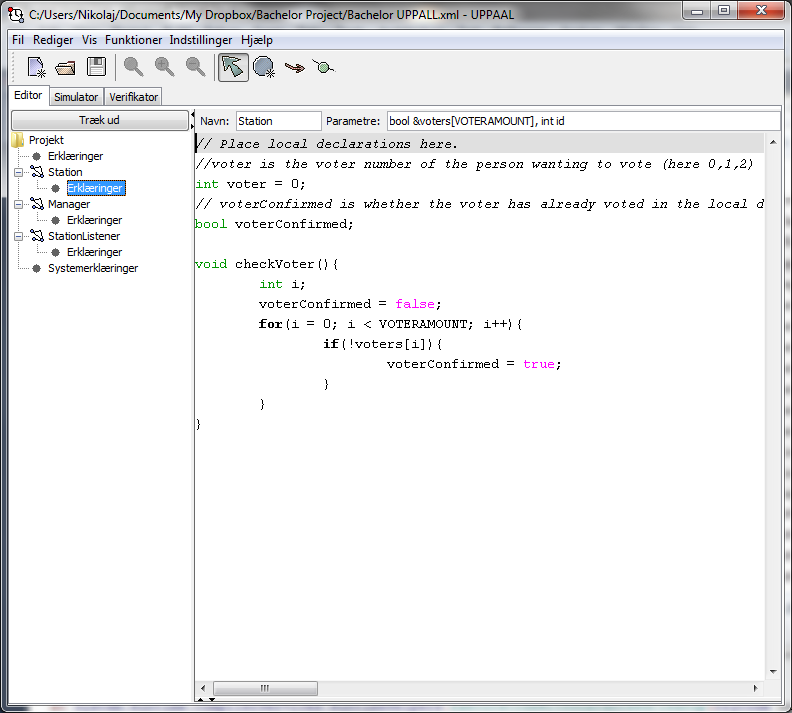 C:/Users/Nikolaj/Documents/My Dropbox/Bachelor Project/Bachelor UPPALL.xml - UPPAAL
Fil Rediger Vis Funktioner Indstillinger Hjælp
Editor Simulator Verifikator
Træk ud
Navn: Station Parametre: bool &voters[VOTERAMOUNT], int id
Projekt
Erklæringer
Station
Erklæringer
Manager
Erklæringer
StationListener
Erklæringer
Systemerklæringer
// Place local declarations here.
//voter is the voter number of the person wanting to vote (here 0,1,2)
int voter = 0;
// voterConfirmed is whether the voter has already voted in the local d
bool voterConfirmed;
void checkVoter(){
int i;
voterConfirmed = false;
for(i = 0; i < VOTERAMOUNT; i++){
if(!voters[i]){
voterConfirmed = true;
}
}
}